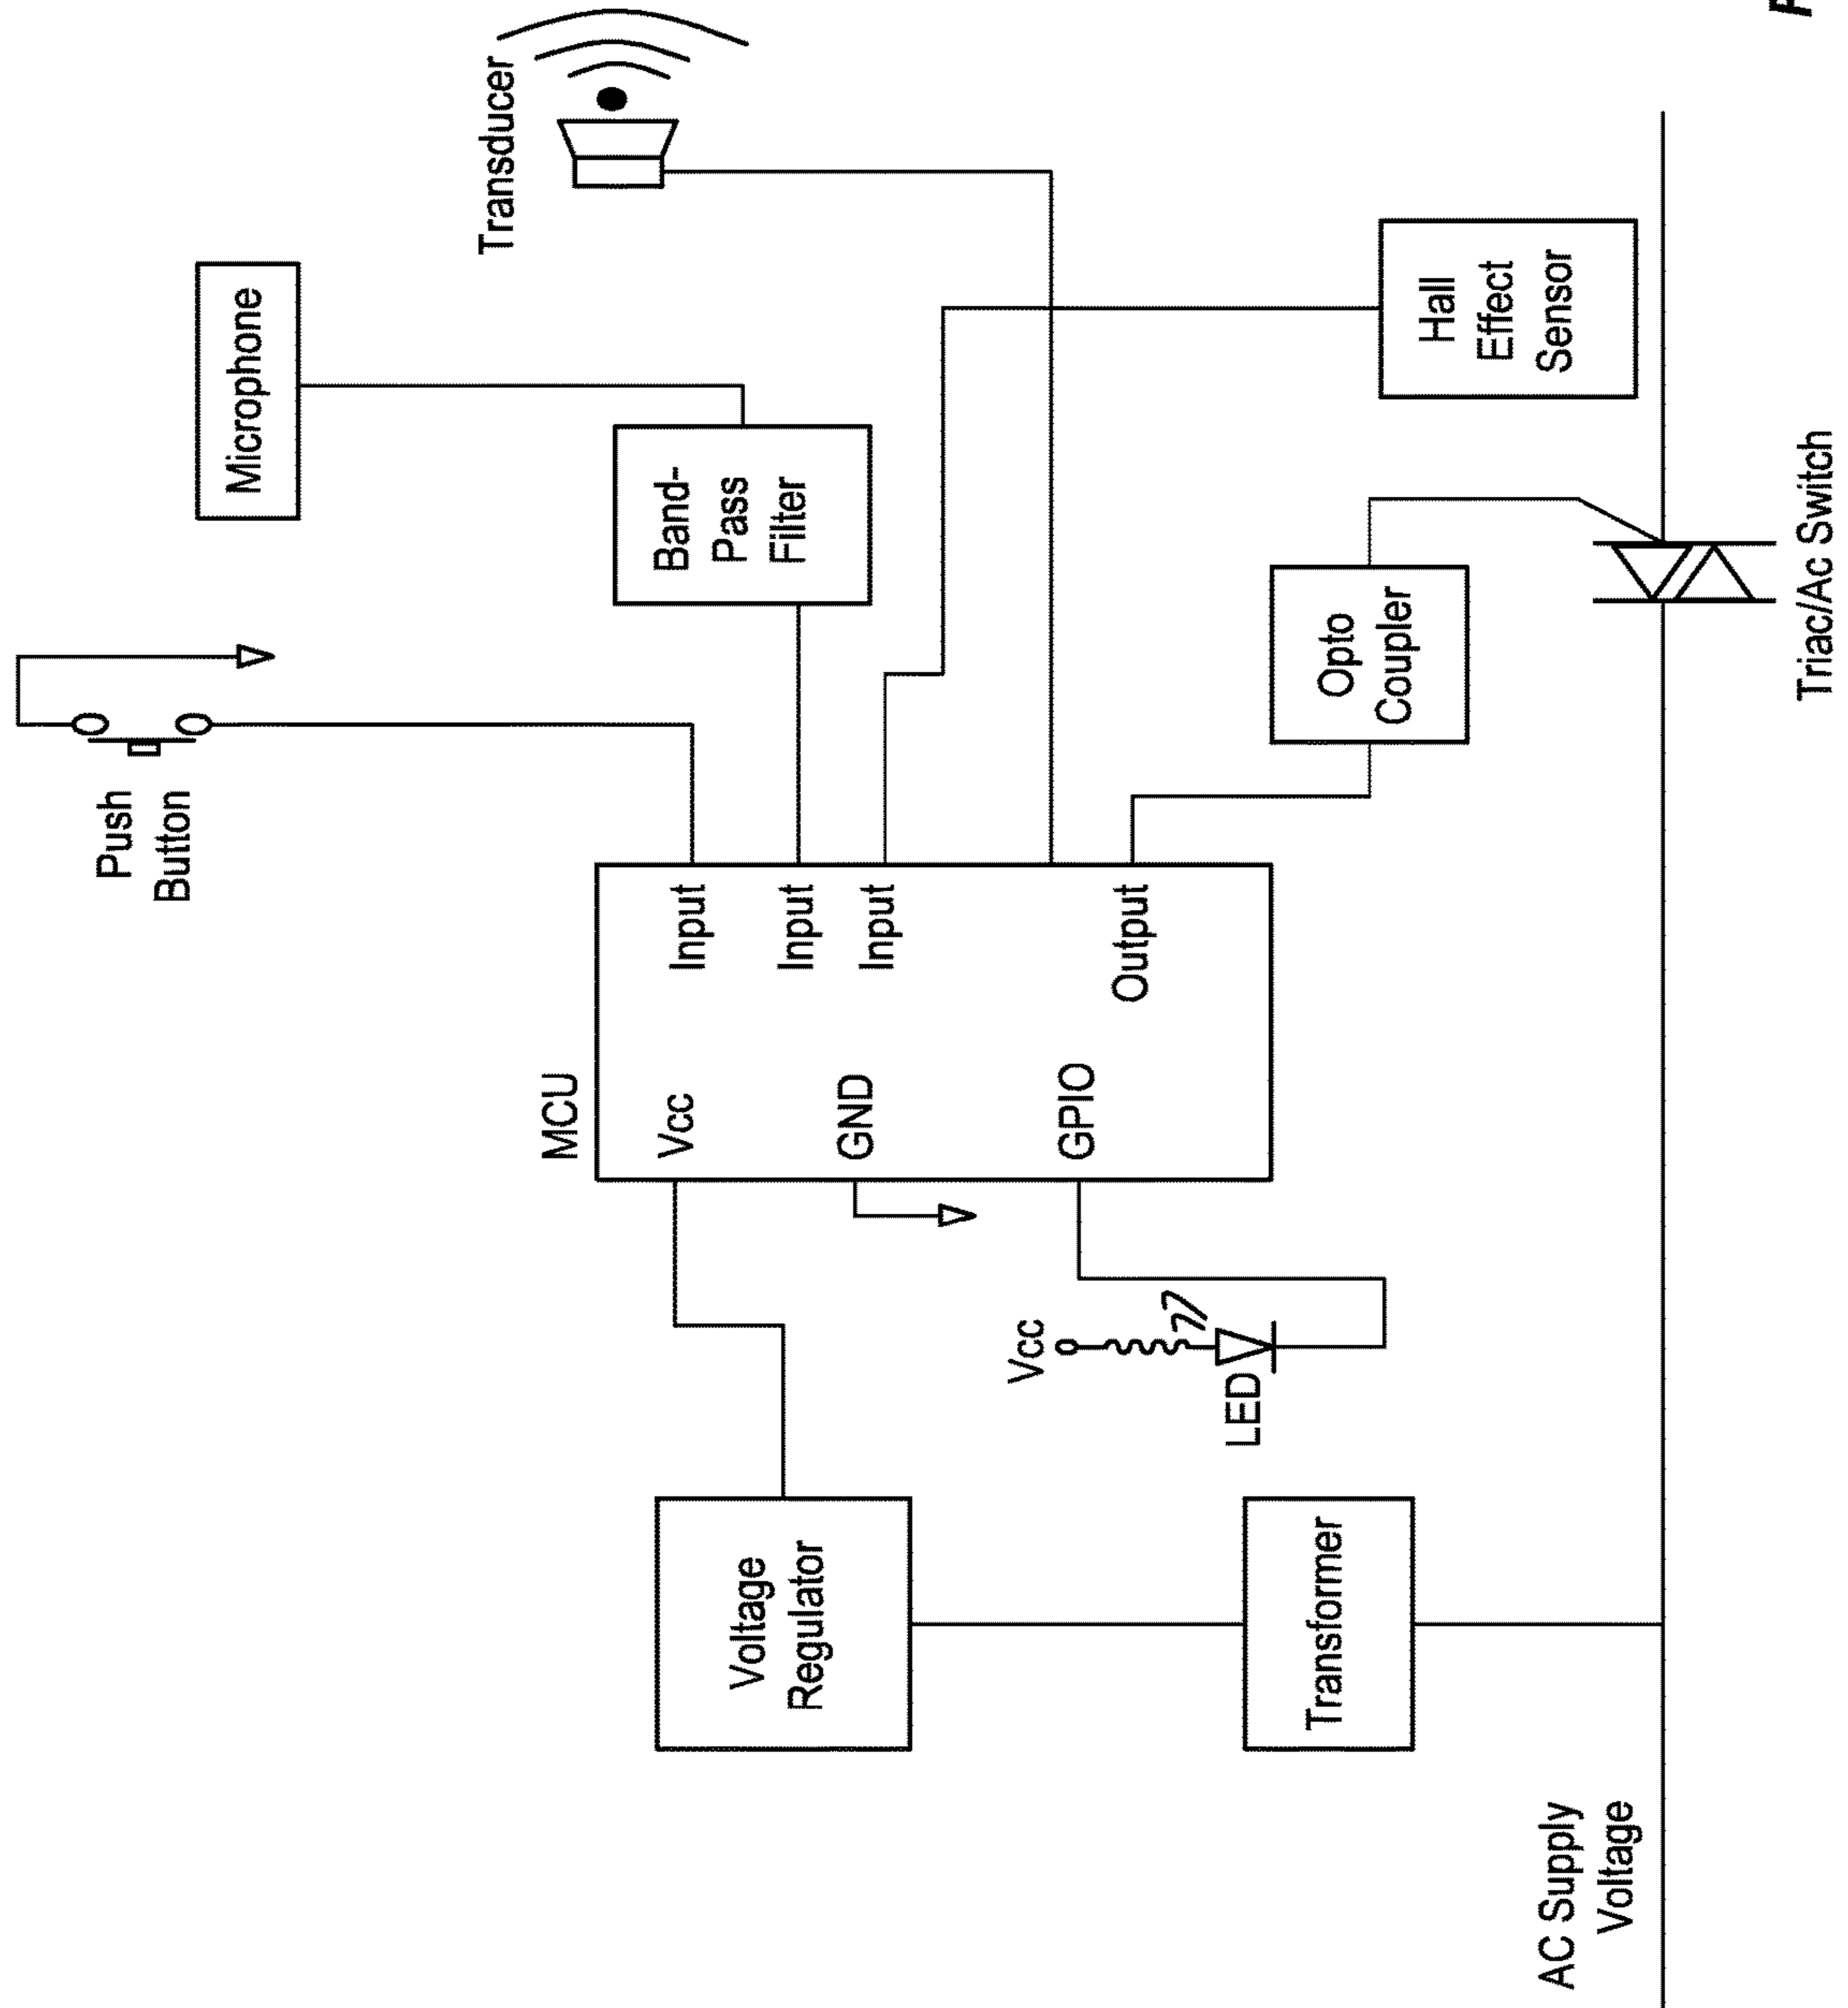 Push
Button
Microphone
Transducer
Band-
Pass
Filter
MCU
Vcc
GND
GPIO
Input
Input
Input
Output
Voltage
Regulator
Vcc
LED
Transformer
Opto
Coupler
Hall
Effect
Sensor
AC Supply
Voltage
Triac/Ac Switch